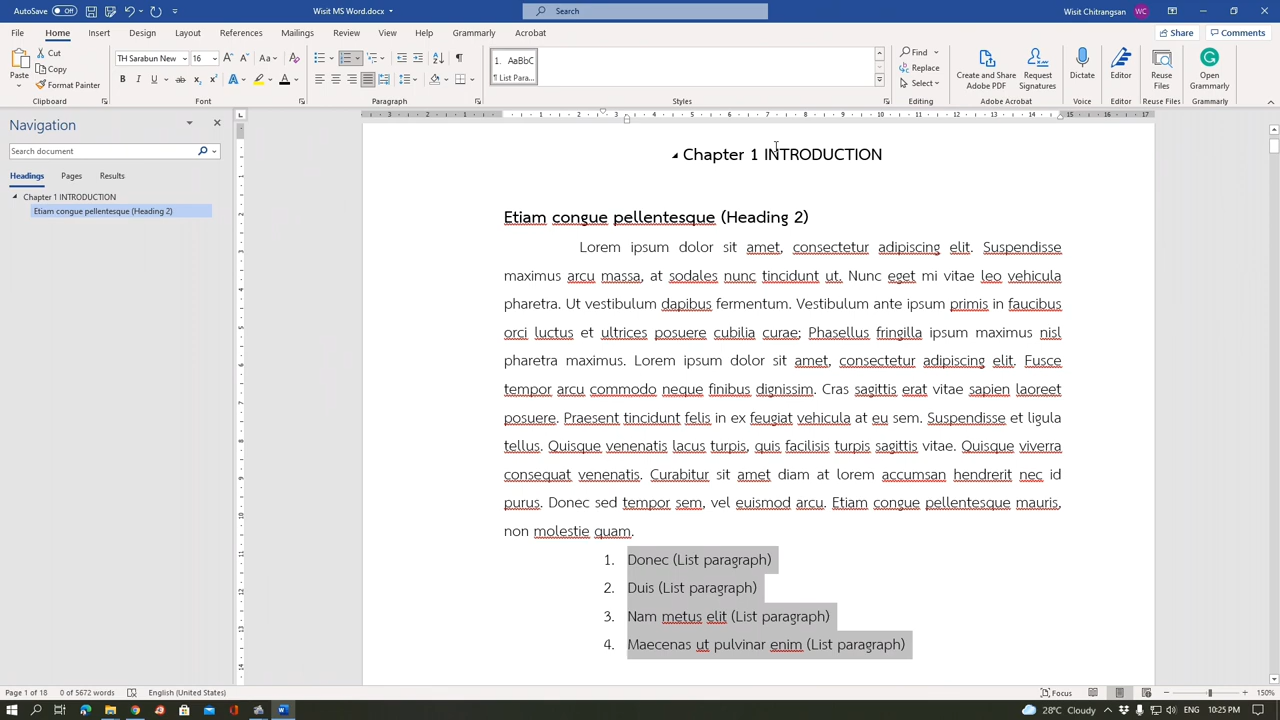 AutoSave Off
Wisit MS Word1.docx
Search
Wisit Cheitrangsan
WC
File Home Insert Design Layout References Mailings Review View Help Grammarly Acrobat
Share Comments
Paste
Cut
Copy
Format Painter
Clipboard
TH Sarabun New 16
Font
Paragraph
1. AaBbC
¶ List Para...
Styles
Find
Replace
Select
Editing
Create and Share Adobe PDF
Request Signatures
Adobe Acrobat
Dictate
Voice
Editor
Editor
Reuse Files
Reuse Files
Open Grammarly
Grammarly
Navigation
Search document
Headings Pages Results
Chapter 1 INTRODUCTION
Etiam congue pellentesque (Heading 2)
Chapter 1 INTRODUCTION
Etiam congue pellentesque (Heading 2)
Lorem ipsum dolor sit amet, consectetur adipiscing elit. Suspendisse
maximus arcu massa, at sodales nunc tincidunt ut. Nunc eget mi vitae leo vehicula
pharetra. Ut vestibulum dapibus fermentum. Vestibulum ante ipsum primis in faucibus
orci luctus et ultrices posuere cubilia curae; Phasellus fringilla ipsum maximus nisl
pharetra maximus. Lorem ipsum dolor sit amet, consectetur adipiscing elit. Fusce
tempor arcu commodo neque finibus dignissim. Cras sagittis erat vitae sapien laoreet
posuere. Praesent tincidunt felis in ex feugiat vehicula at eu sem. Suspendisse et ligula
tellus. Quisque venenatis lacus turpis, quis facilisis turpis sagittis vitae. Quisque viverra
consequat venenatis. Curabitur sit amet diam at lorem accumsan hendrerit nec id
purus. Donec sed tempor sem, vel euismod arcu. Etiam congue pellentesque mauris,
non molestie quam.
1. Donec (List paragraph)
2. Duis (List paragraph)
3. Nam metus elit (List paragraph)
4. Maecenas ut pulvinar enim (List paragraph)
Page 1 of 18 0 of 5672 words English (United States)
Focus
150%
28°C Cloudy
ENG
10:25 PM